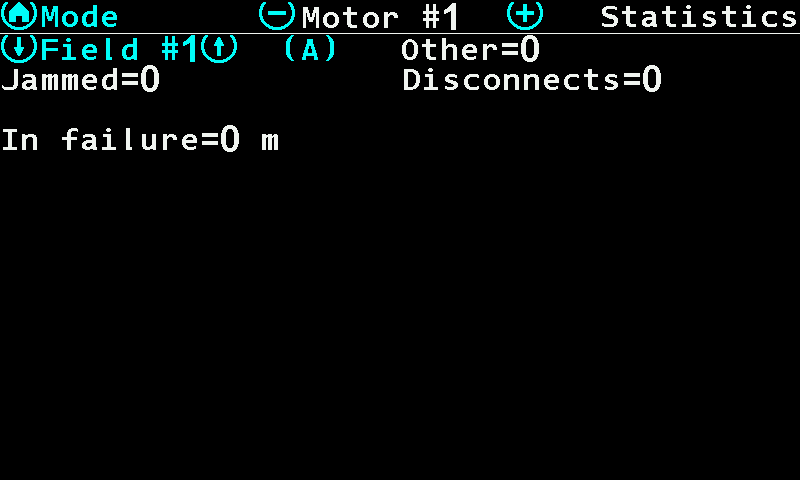 Mode Motor #1 Statistics
Field #1 (A) Other=0
Jammed=0 Disconnects=0
In failure=0 m